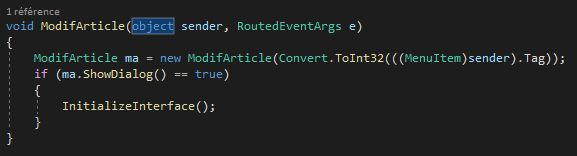 1 référence
void ModifArticle(object sender, RoutedEventArgs e)
{
    ModifArticle ma = new ModifArticle(Convert.ToInt32(((MenuItem)sender).Tag));
    if (ma.ShowDialog() == true)
    {
        InitializeInterface();
    }
}